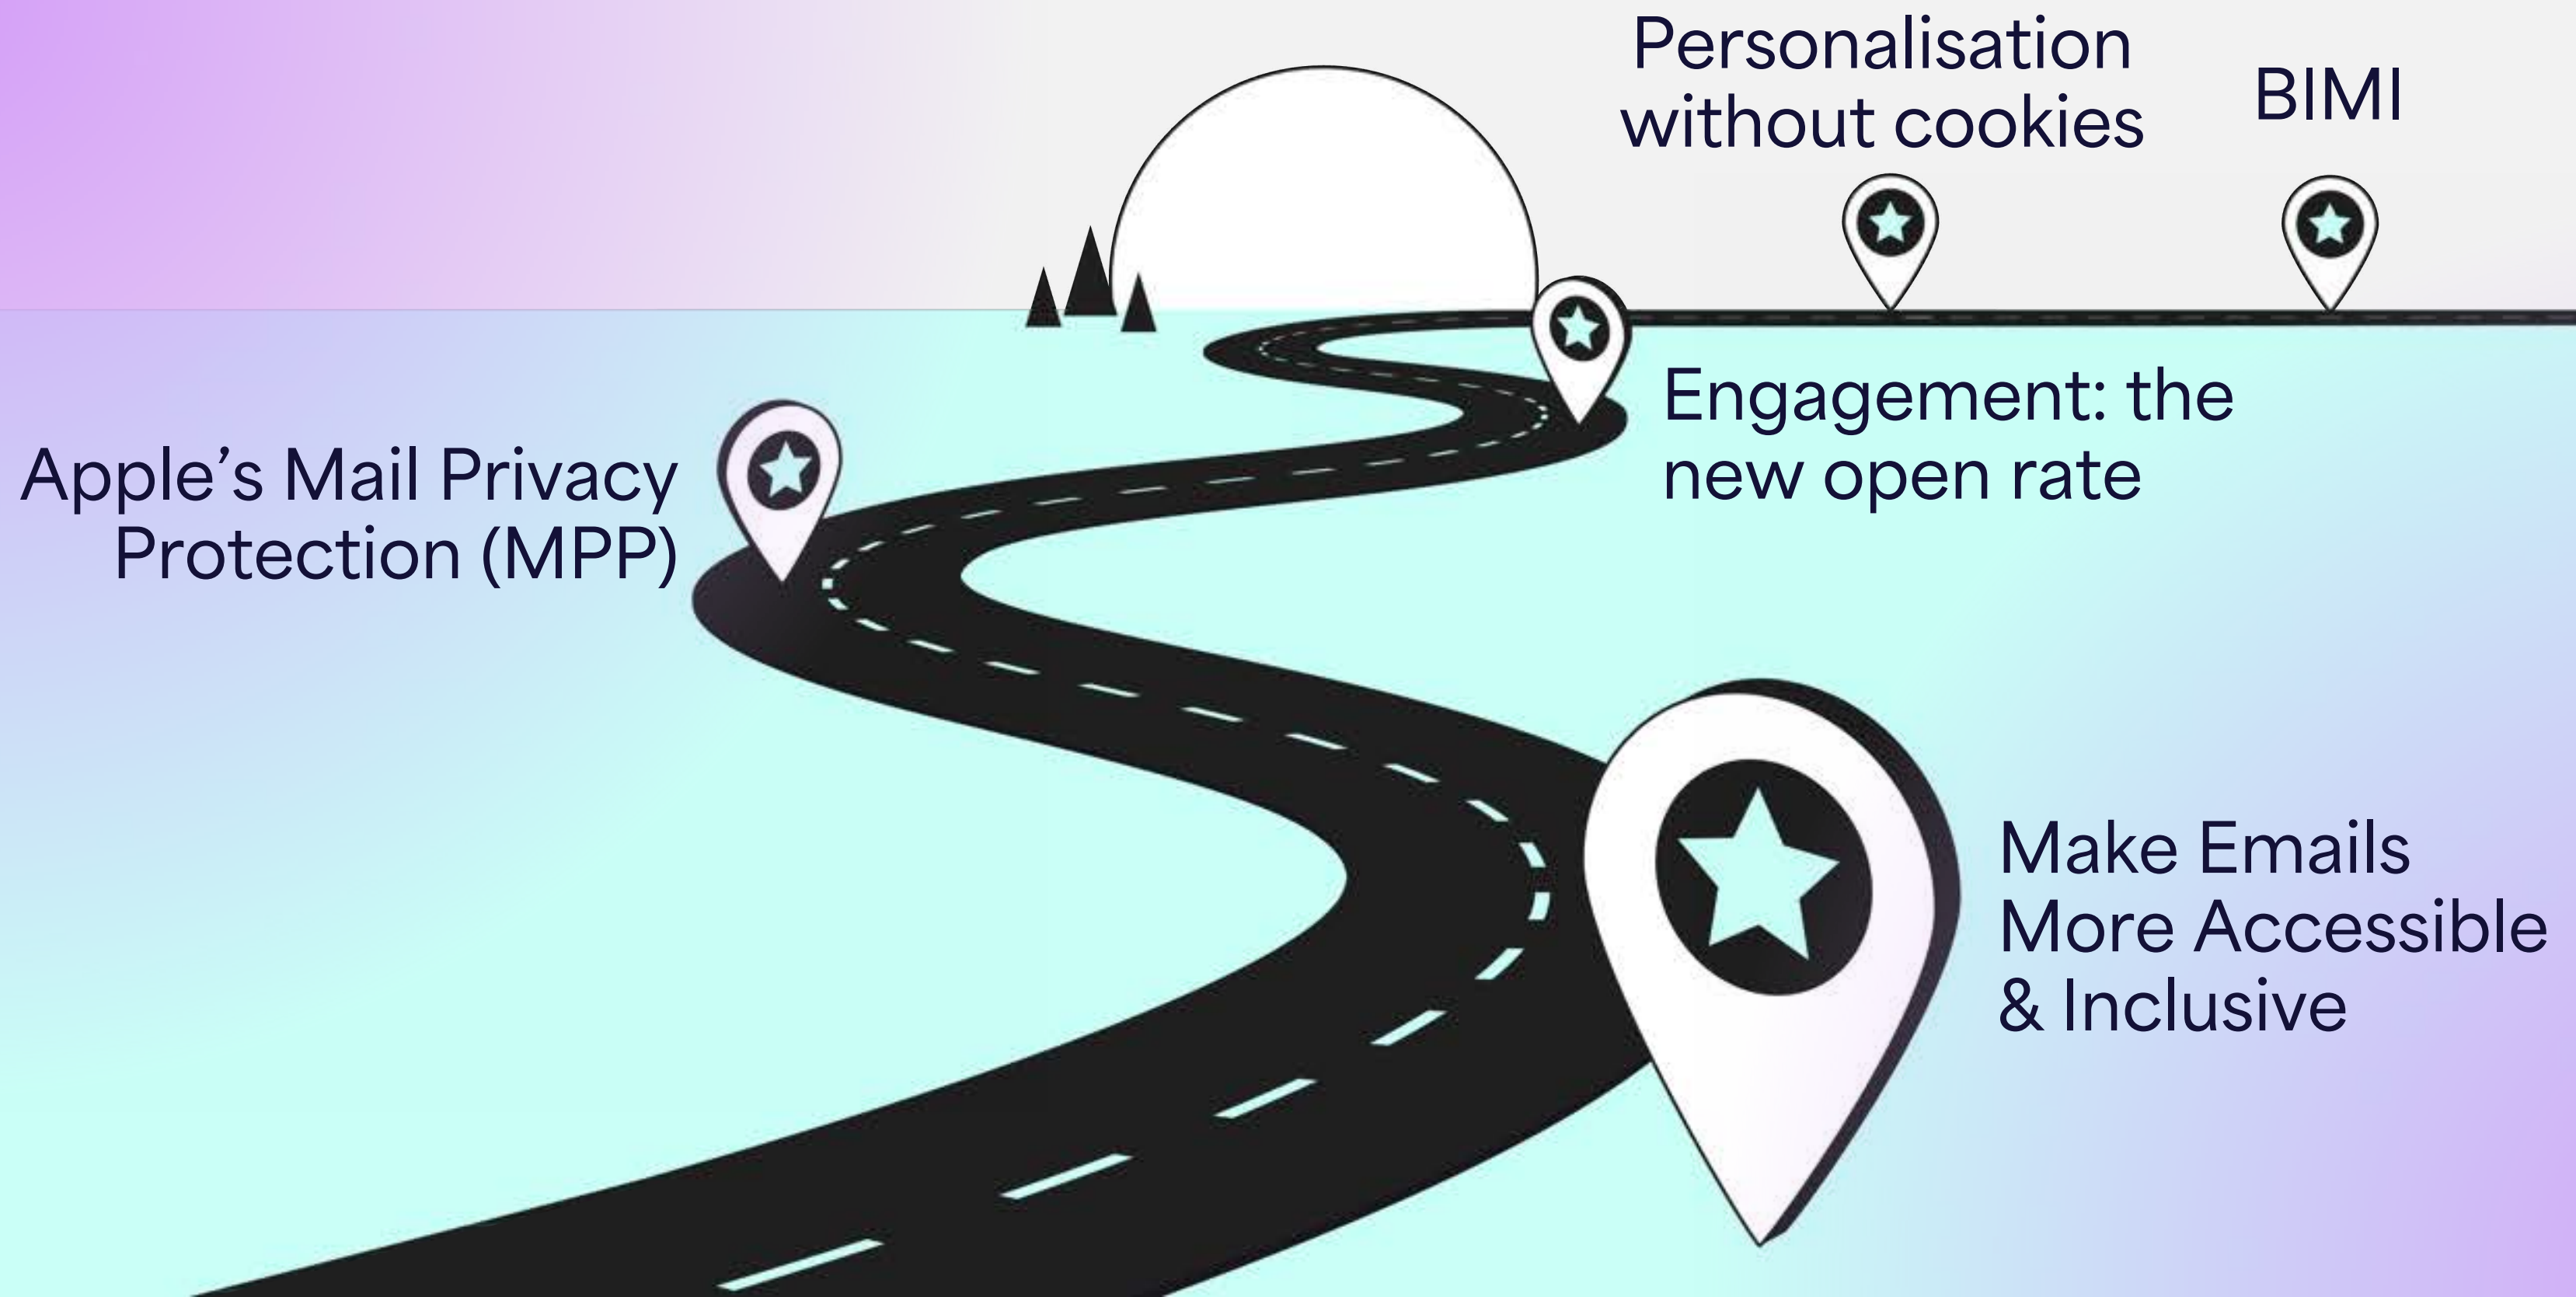 Personalisation
without cookies
BIMI
Engagement: the
new open rate
Apple’s Mail Privacy
Protection (MPP)
Make Emails
More Accessible
& Inclusive